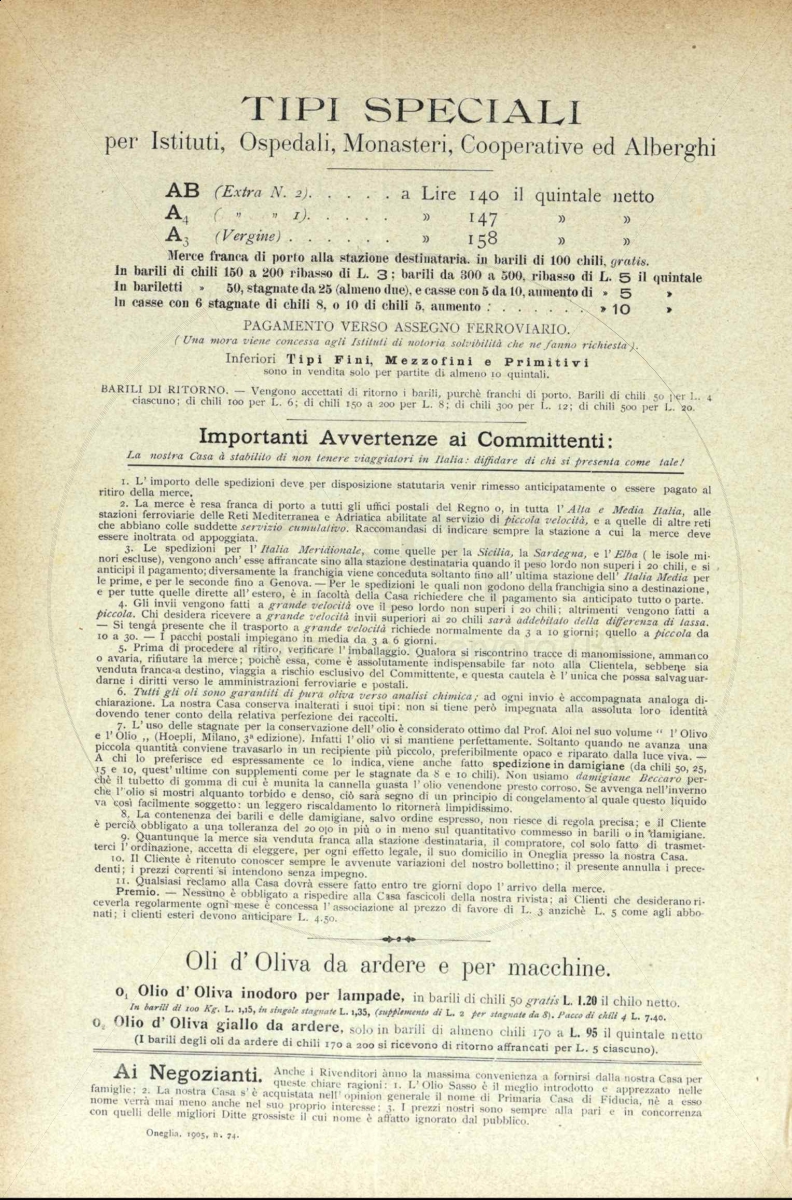 TIPI SPECIALI
per Istituti, Ospedali, Monasteri, Cooperative ed Alberghi
AB (Extra N. 2). . . . . a Lire 140 il quintale netto
A4 ( " " 1). . . . . » 147 » »
A3 (Vergine) . . . . . . » 158 » »
Merce franca di porto alla stazione destinataria. in barili di 100 chili, gratis.
In barili di chili 150 a 200 ribasso di L. 3; barili da 300 a 500, ribasso di L. 5 il quintale
In bariletti » 50, stagnate da 25 (almeno due), e casse con 5 da 10, aumento di » 5 »
In casse con 6 stagnate di chili 8, o 10 di chili 5, aumento : . . . . . . . » 10 »
PAGAMENTO VERSO ASSEGNO FERROVIARIO.
(Una mora viene concessa agli Istituti di notoria solvibilità che ne fanno richiesta).
Inferiori Tipi Fini, Mezzofini e Primitivi
sono in vendita solo per partite di almeno 10 quintali.
BARILI DI RITORNO. — Vengono accettati di ritorno i barili, purchè franchi di porto. Barili di chili 50 per L. 4
ciascuno; di chili 100 per L. 6; di chili 150 a 200 per L. 8; di chili 300 per L. 12; di chili 500 per L. 20.
Importanti Avvertenze ai Committenti:
La nostra Casa à stabilito di non tenere viaggiatori in Italia: diffidare di chi si presenta come tale!
1. L' importo delle spedizioni deve per disposizione statutaria venir rimesso anticipatamente o essere pagato al
ritiro della merce.
2. La merce è resa franca di porto a tutti gli uffici postali del Regno o, in tutta l' Alta e Media Italia, alle
stazioni ferroviarie delle Reti Mediterranea e Adriatica abilitate al servizio di piccola velocità, e a quelle di altre reti
che abbiano colle suddette servizio cumulativo. Raccomandasi di indicare sempre la stazione a cui la merce deve
essere inoltrata od appoggiata.
3. Le spedizioni per l' Italia Meridionale, come quelle per la Sicilia, la Sardegna, e l' Elba ( le isole mi-
nori escluse), vengono anch' esse affrancate sino alla stazione destinataria quando il peso lordo non superi i 20 chili, e si
anticipi il pagamento; diversamente la franchigia viene conceduta soltanto fino all' ultima stazione dell' Italia Media per
le prime, e per le seconde fino a Genova. — Per le spedizioni le quali non godono della franchigia sino a destinazione,
e per tutte quelle dirette all' estero, è in facoltà della Casa richiedere che il pagamento sia anticipato tutto o parte.
4. Gli invii vengono fatti a grande velocità ove il peso lordo non superi i 20 chili; altrimenti vengono fatti a
piccola. Chi desidera ricevere a grande velocità invii superiori ai 20 chili sarà addebitato della differenza di tassa.
— Si tengà presente che il trasporto a grande velocità richiede normalmente da 3 a 10 giorni; quello a piccola da
10 a 30. — I pacchi postali impiegano in media da 3 a 6 giorni.
5. Prima di procedere al ritiro, verificare l'imballaggio. Qualora si riscontrino tracce di manomissione, ammanco
o avaria, rifiutare la merce; poichè essa, come è assolutamente indispensabile far noto alla Clientela, sebbene sia
venduta franca a destino, viaggia a rischio esclusivo del Committente, e questa cautela è l'unica che possa salvaguar-
darne i diritti verso le amministrazioni ferroviarie e postali.
6. Tutti gli oli sono garantiti di pura oliva verso analisi chimica; ad ogni invio è accompagnata analoga di-
chiarazione. La nostra Casa conserva inalterati i suoi tipi: non si tiene però impegnata alla assoluta loro identità
dovendo tener conto della relativa perfezione dei raccolti.
7. L'uso delle stagnate per la conservazione dell'olio è considerato ottimo dal Prof. Aloi nel suo volume " l' Olivo
e l'Olio „ (Hoepli, Milano, 3ª edizione). Infatti l'olio vi si mantiene perfettamente. Soltanto quando ne avanza una
piccola quantità conviene travasarlo in un recipiente più piccolo, preferibilmente opaco e riparato dalla luce viva. —
A chi lo preferisce ed espressamente ce lo indica, viene anche fatto spedizione in damigiane (da chili 50, 25,
15 e 10, quest'ultime con supplementi come per le stagnate da 8 e 10 chili). Non usiamo damigiane Beccaro per-
chè il tubetto di gomma di cui è munita la cannella guasta l'olio venendone presto corroso. Se avvenga nell'inverno
che l'olio si mostri alquanto torbido e denso, ciò sarà segno di un principio di congelamento al quale questo liquido
va così facilmente soggetto: un leggero riscaldamento lo ritornerà limpidissimo.
8. La contenenza dei barili e delle damigiane, salvo ordine espresso, non riesce di regola precisa; e il Cliente
è perciò obbligato a una tolleranza del 20 o|o in più o in meno sul quantitativo commesso in barili o in damigiane.
9. Quantunque la merce sia venduta franca alla stazione destinataria, il compratore, col solo fatto di trasmet-
terci l'ordinazione, accetta di eleggere, per ogni effetto legale, il suo domicilio in Oneglia presso la nostra Casa.
10. Il Cliente è ritenuto conoscer sempre le avvenute variazioni del nostro bollettino; il presente annulla i prece-
denti; i prezzi correnti si intendono senza impegno.
11. Qualsiasi reclamo alla Casa dovrà essere fatto entro tre giorni dopo l'arrivo della merce.
Premio. — Nessuno è obbligato a rispedire alla Casa fascicoli della nostra rivista; ai Clienti che desiderano ri-
ceverla regolarmente ogni mese è concessa l'associazione al prezzo di favore di L. 3 anzichè L. 5 come agli abbo-
nati; i clienti esteri devono anticipare L. 4.50.
Oli d' Oliva da ardere e per macchine.
O1 Olio d' Oliva inodoro per lampade, in barili di chili 50 gratis L. 1.20 il chilo netto.
In barili di 100 Kg. L. 1,15, in singole stagnate L. 1,35, (supplemento di L. 2 per stagnate da 8). Pacco di chili 4 L. 7.40.
O2 Olio d' Oliva giallo da ardere, solo in barili di almeno chili 170 a L. 95 il quintale netto
(I barili degli oli da ardere di chili 170 a 200 si ricevono di ritorno affrancati per L. 5 ciascuno).
Ai Negozianti. Anche i Rivenditori ànno la massima convenienza a fornirsi dalla nostra Casa per
queste chiare ragioni: 1. L'Olio Sasso è il meglio introdotto e apprezzato nelle
famiglie; 2. La nostra Casa s'è acquistata nell'opinion generale il nome di Primaria Casa di Fiducia, nè a esso
nome verrà mai meno anche nel suo proprio interesse; 3. I prezzi nostri sono sempre alla pari e in concorrenza
con quelli delle migliori Ditte grossiste il cui nome è affatto ignorato dal pubblico.
Oneglia, 1905, n. 74.